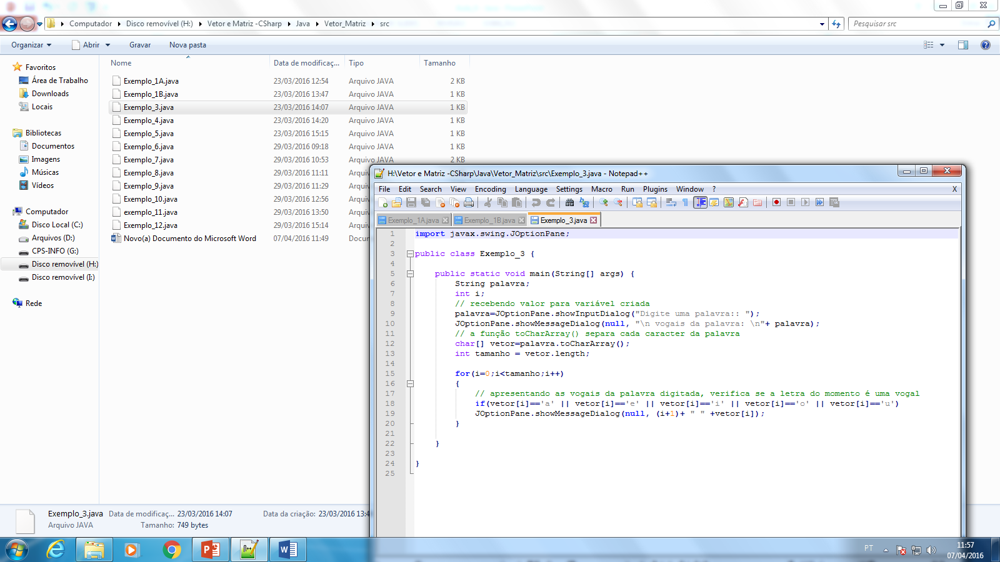 Computador Disco removível (H:) Vetor e Matriz -CSharp Java Vetor_Matriz src
Pesquisar src
Organizar Abrir Gravar Nova pasta
Favoritos
Área de Trabalho
Downloads
Locais
Bibliotecas
Documentos
Imagens
Músicas
Vídeos
Computador
Disco Local (C:)
Arquivos (D:)
CPS-INFO (G:)
Disco removível (H:)
Disco removível (I:)
Rede
Nome Data de modificaç... Tipo Tamanho
Exemplo_1A.java 23/03/2016 12:54 Arquivo JAVA 2 KB
Exemplo_1B.java 23/03/2016 13:47 Arquivo JAVA 1 KB
Exemplo_3.java 23/03/2016 14:07 Arquivo JAVA 1 KB
Exemplo_4.java 23/03/2016 14:20 Arquivo JAVA 1 KB
Exemplo_5.java 23/03/2016 15:15 Arquivo JAVA 1 KB
Exemplo_6.java 29/03/2016 09:18 Arquivo JAVA 1 KB
Exemplo_7.java 29/03/2016 10:53 Arquivo JAVA 2 KB
Exemplo_8.java 29/03/2016 11:11 Arquivo
Exemplo_9.java 29/03/2016 11:29 Arquivo
Exemplo_10.java 29/03/2016 12:56 Arquivo
exemplo_11.java 29/03/2016 13:50 Arquivo
Exemplo_12.java 29/03/2016 15:14 Arquivo
Novo(a) Documento do Microsoft Word 07/04/2016 11:49 Docun
H:\Vetor e Matriz -CSharp\Java\Vetor_Matriz\src\Exemplo_3.java - Notepad++
File Edit Search View Encoding Language Settings Macro Run Plugins Window ? X
Exemplo_1A.java Exemplo_1B.java Exemplo_3.java
1 import javax.swing.JOptionPane;
2
3 public class Exemplo_3 {
4
5 public static void main(String[] args) {
6 String palavra;
7 int i;
8 // recebendo valor para variável criada
9 palavra=JOptionPane.showInputDialog("Digite uma palavra:: ");
10 JOptionPane.showMessageDialog(null, "\n vogais da palavra: \n"+ palavra);
11 // a função toCharArray() separa cada caracter da palavra
12 char[] vetor=palavra.toCharArray();
13 int tamanho = vetor.length;
14
15 for(i=0;i<tamanho;i++)
16 {
17 // apresentando as vogais da palavra digitada, verifica se a letra do momento é uma vogal
18 if(vetor[i]=='a' || vetor[i]=='e' || vetor[i]=='i' || vetor[i]=='o' || vetor[i]=='u')
19 JOptionPane.showMessageDialog(null, (i+1)+ " " +vetor[i]);
20 }
21
22 }
23
24 }
25
Exemplo_3.java Data de modificaç... 23/03/2016 14:07 Data da criação: 23/03/2016 13:4
Arquivo JAVA Tamanho: 749 bytes
PT
11:57
07/04/2016